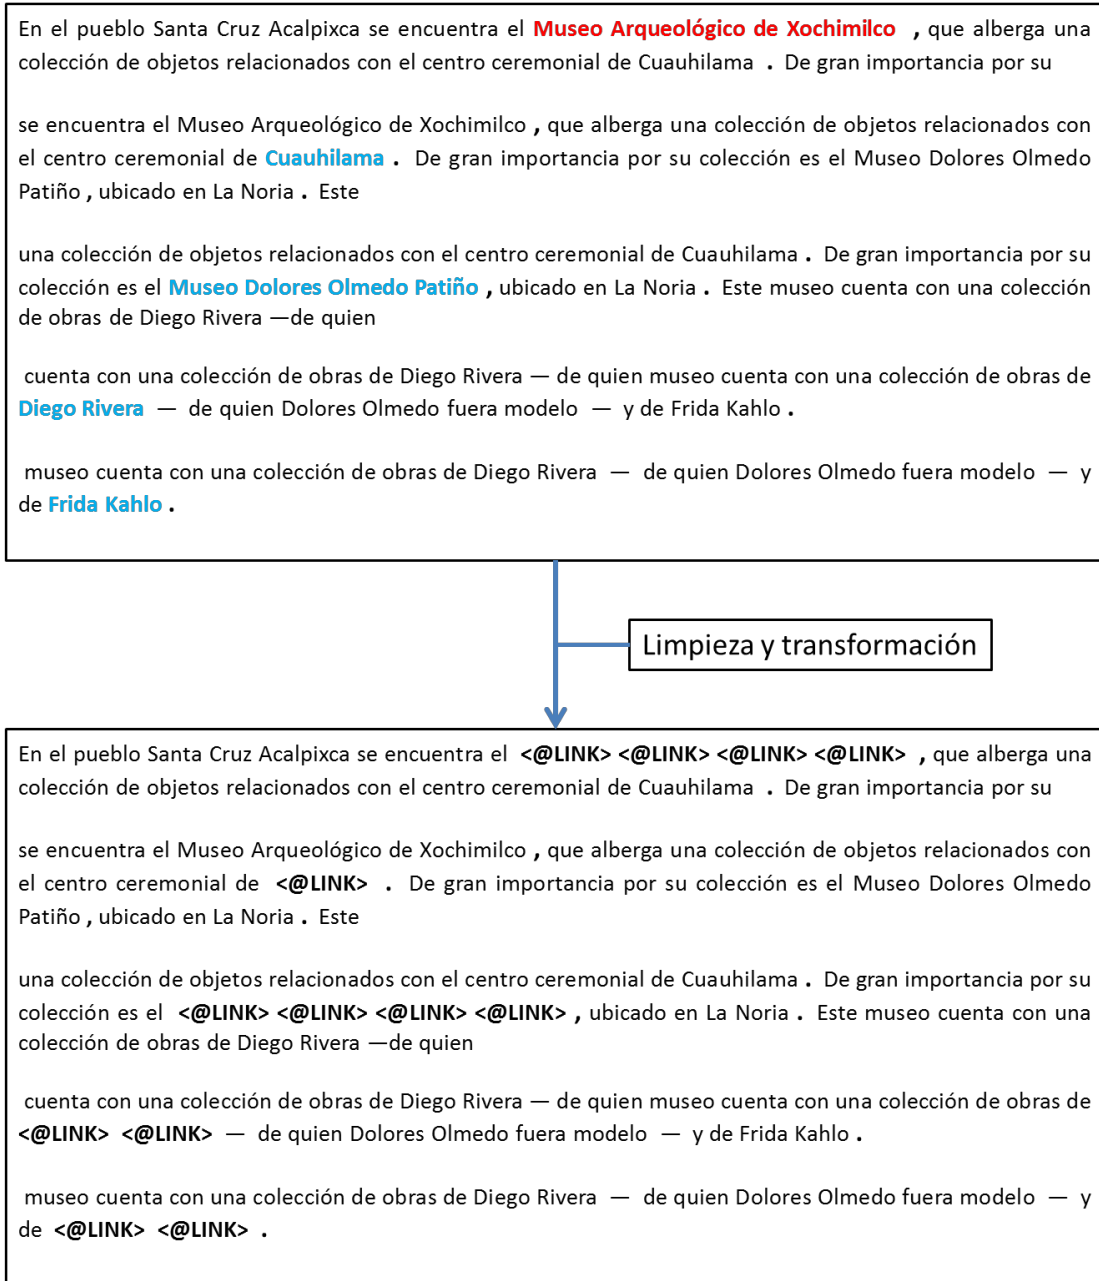 En el pueblo Santa Cruz Acalpixca se encuentra el Museo Arqueológico de Xochimilco , que alberga una
colección de objetos relacionados con el centro ceremonial de Cuauhilama . De gran importancia por su
se encuentra el Museo Arqueológico de Xochimilco , que alberga una colección de objetos relacionados con
el centro ceremonial de Cuauhilama . De gran importancia por su colección es el Museo Dolores Olmedo
Patiño , ubicado en La Noria . Este
una colección de objetos relacionados con el centro ceremonial de Cuauhilama . De gran importancia por su
colección es el Museo Dolores Olmedo Patiño , ubicado en La Noria . Este museo cuenta con una colección
de obras de Diego Rivera —de quien
cuenta con una colección de obras de Diego Rivera — de quien museo cuenta con una colección de obras de
Diego Rivera — de quien Dolores Olmedo fuera modelo — y de Frida Kahlo .
museo cuenta con una colección de obras de Diego Rivera — de quien Dolores Olmedo fuera modelo — y
de Frida Kahlo .
Limpieza y transformación
En el pueblo Santa Cruz Acalpixca se encuentra el <@LINK> <@LINK> <@LINK> <@LINK> , que alberga una
colección de objetos relacionados con el centro ceremonial de Cuauhilama . De gran importancia por su
se encuentra el Museo Arqueológico de Xochimilco , que alberga una colección de objetos relacionados con
el centro ceremonial de <@LINK> . De gran importancia por su colección es el Museo Dolores Olmedo
Patiño , ubicado en La Noria . Este
una colección de objetos relacionados con el centro ceremonial de Cuauhilama . De gran importancia por su
colección es el <@LINK> <@LINK> <@LINK> <@LINK> , ubicado en La Noria . Este museo cuenta con una
colección de obras de Diego Rivera —de quien
cuenta con una colección de obras de Diego Rivera — de quien museo cuenta con una colección de obras de
<@LINK> <@LINK> — de quien Dolores Olmedo fuera modelo — y de Frida Kahlo .
museo cuenta con una colección de obras de Diego Rivera — de quien Dolores Olmedo fuera modelo — y
de <@LINK> <@LINK> .